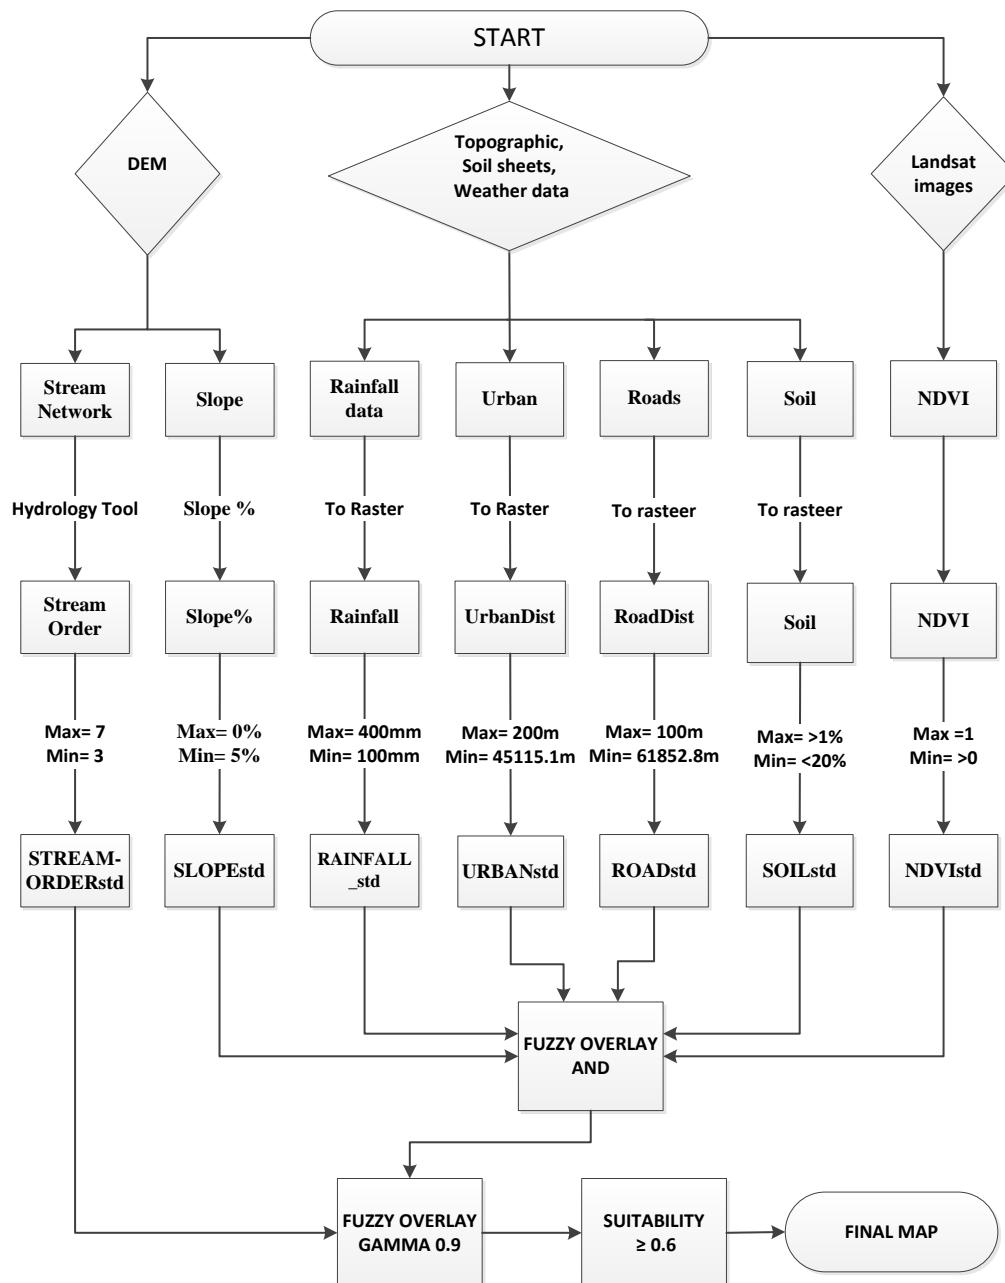 START
DEM
Topographic,
Soil sheets,
Weather data
Landsat
images
Stream
Network
Slope
Rainfall
data
Urban
Roads
Soil
NDVI
Hydrology Tool
Slope %
To Raster
To Raster
To rasteer
To rasteer
Stream
Order
Slope%
Rainfall
UrbanDist
RoadDist
Soil
NDVI
Max= 7
Min= 3
Max= 0%
Min= 5%
Max= 400mm
Min= 100mm
Max= 200m
Min= 45115.1m
Max= 100m
Min= 61852.8m
Max= >1%
Min= <20%
Max =1
Min= >0
STREAM-
ORDERstd
SLOPEstd
RAINFALL
_std
URBANstd
ROADstd
SOILstd
NDVIstd
FUZZY OVERLAY
AND
FUZZY OVERLAY
GAMMA 0.9
SUITABILITY
≥ 0.6
FINAL MAP